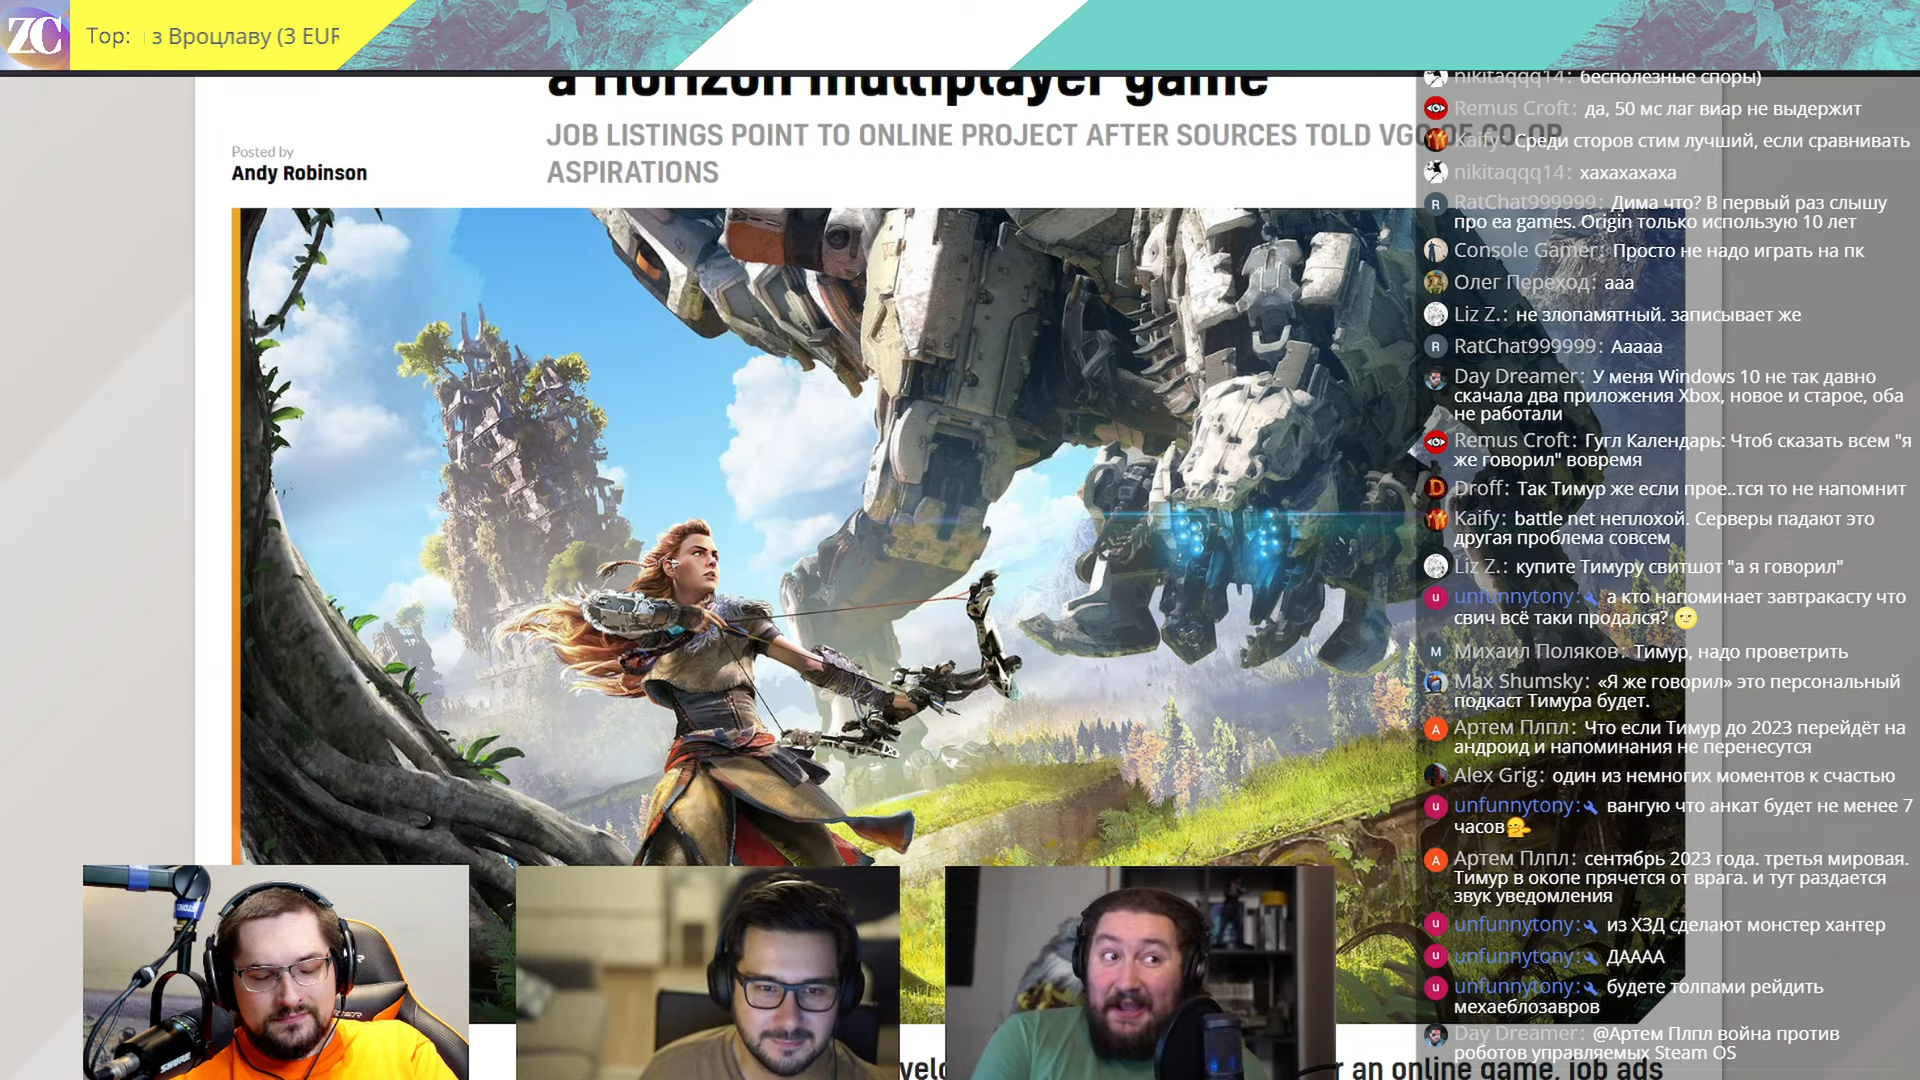 ZC
Top: з Вроцлаву (3 EUR
a Horizon multiplayer game
JOB LISTINGS POINT TO ONLINE PROJECT AFTER SOURCES TOLD VGC OF CO-OP
ASPIRATIONS
Posted by
Andy Robinson
nikitaqqq14: бесполезные споры)
Remus Croft: да, 50 мс лаг виар не выдержит
Kaify: Среди сторов стим лучший, если сравнивать
nikitaqqq14: хахахахаха
RatChat999999: Дима что? В первый раз слышу
про ea games. Origin только использую 10 лет
Console Gamer: Просто не надо играть на пк
Олег Переход: ааа
Liz Z.: не злопамятный. записывает же
RatChat999999: Ааааа
Day Dreamer: У меня Windows 10 не так давно
скачала два приложения Xbox, новое и старое, оба
не работали
Remus Croft: Гугл Календарь: Чтоб сказать всем "я
же говорил" вовремя
Droff: Так Тимур же если прое..тся то не напомнит
Kaify: battle net неплохой. Серверы падают это
другая проблема совсем
Liz Z.: купите Тимуру свитшот "а я говорил"
unfunnytony: а кто напоминает завтракасту что
свич всё таки продался?
Михаил Поляков: Тимур, надо проветрить
Max Shumsky: «Я же говорил» это персональный
подкаст Тимура будет.
Артем Плпл: Что если Тимур до 2023 перейдёт на
андроид и напоминания не перенесутся
Alex Grig: один из немногих моментов к счастью
unfunnytony: вангую что анкат будет не менее 7
часов
Артем Плпл: сентябрь 2023 года. третья мировая.
Тимур в окопе прячется от врага. и тут раздается
звук уведомления
unfunnytony: из ХЗД сделают монстер хантер
unfunnytony: ДАААА
unfunnytony: будете толпами рейдить
мехаеблозавров
Day Dreamer: @Артем Плпл война против
роботов управляемых Steam OS
r an online game, job ads
SHURE